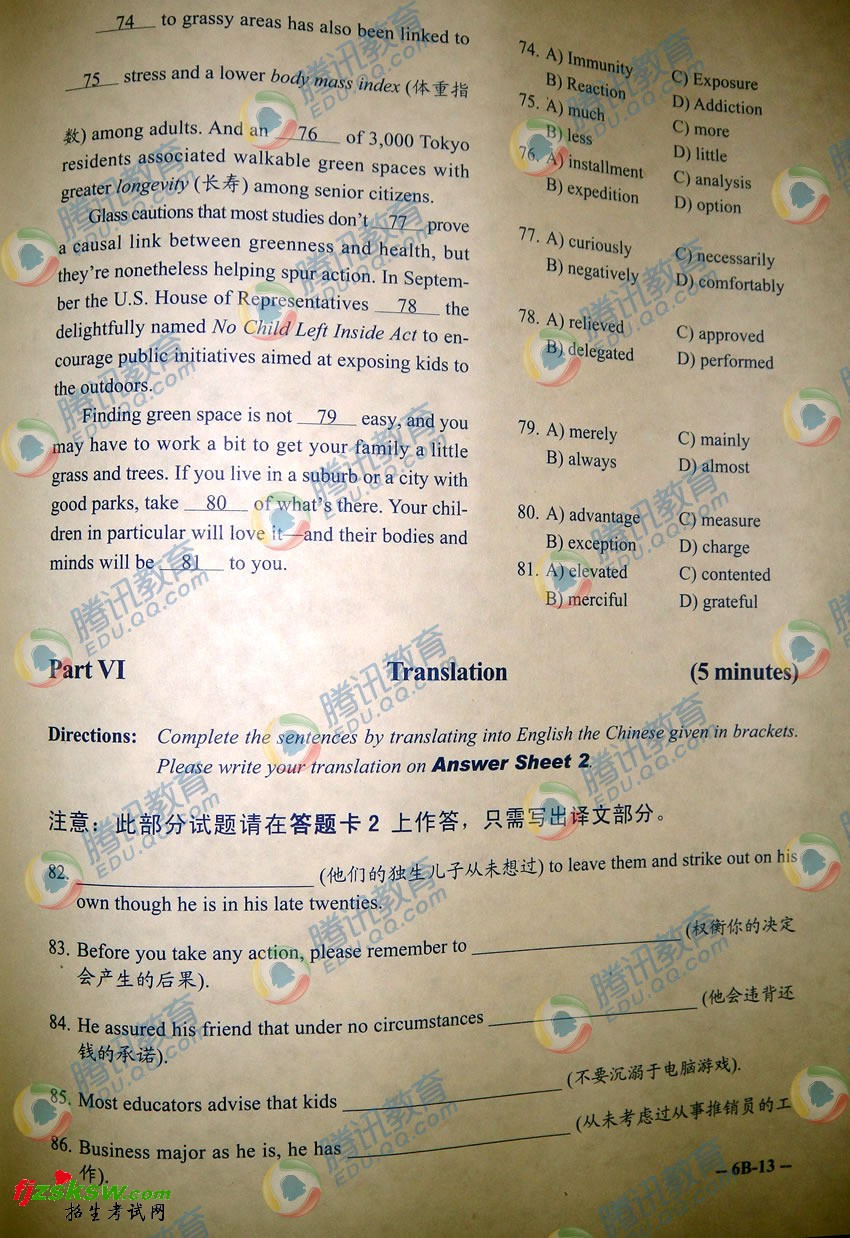 74 to grassy areas has also been linked to
75 stress and a lower body mass index (体重指
数) among adults. And an 76 of 3,000 Tokyo
residents associated walkable green spaces with
greater longevity (长寿) among senior citizens.
Glass cautions that most studies don't 77 prove
a causal link between greenness and health, but
they're nonetheless helping spur action. In Septem-
ber the U.S. House of Representatives 78 the
delightfully named No Child Left Inside Act to en-
courage public initiatives aimed at exposing kids to
the outdoors.
Finding green space is not 79 easy, and you
may have to work a bit to get your family a little
grass and trees. If you live in a suburb or a city with
good parks, take 80 of what's there. Your chil-
dren in particular will love it—and their bodies and
minds will be 81 to you.
74. A) Immunity C) Exposure
B) Reaction D) Addiction
75. A) much C) more
B) less D) little
76. A) installment C) analysis
B) expedition D) option
77. A) curiously C) necessarily
B) negatively D) comfortably
78. A) relieved C) approved
B) delegated D) performed
79. A) merely C) mainly
B) always D) almost
80. A) advantage C) measure
B) exception D) charge
81. A) elevated C) contented
B) merciful D) grateful
Part VI Translation (5 minutes)
Directions: Complete the sentences by translating into English the Chinese given in brackets.
Please write your translation on Answer Sheet 2.
注意：此部分试题请在答题卡 2 上作答，只需写出译文部分。
82. ____________________ (他们的独生儿子从未想过) to leave them and strike out on his
own though he is in his late twenties.
83. Before you take any action, please remember to ____________________ (权衡你的决定
会产生的后果).
84. He assured his friend that under no circumstances ____________________ (他会违背还
钱的承诺).
85. Most educators advise that kids ____________________ (不要沉溺于电脑游戏).
86. Business major as he is, he has ____________________ (从未考虑过从事推销员的工
作).
-- 6B-13 --
腾讯教育
EDU.QQ.com
fjzsksw.com
招生考试网